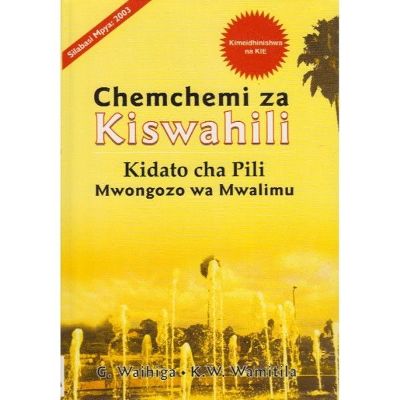 Silabasi Mpya: 2003
Kimeidhinishwa
na KIE
Chemchemi za
Kiswahili
Kidato cha Pili
Mwongozo wa Mwalimu
G. Waihiga • K.W. Wamitila